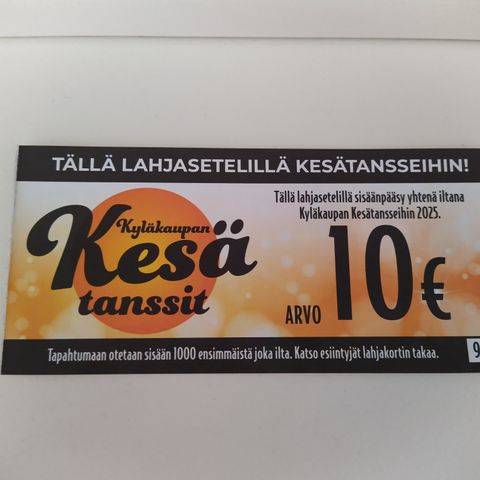 TÄLLÄ LAHJASETELILLÄ KESÄTANSSEIHIN!
Tällä lahjasetelillä sisäänpääsy yhtenä iltana
Kyläkaupan Kesätansseihin 2025.
Kyläkaupan
Kesä
tanssit
ARVO 10€
Tapahtumaan otetaan sisään 1000 ensimmäistä joka ilta. Katso esiintyjät lahjakortin takaa.